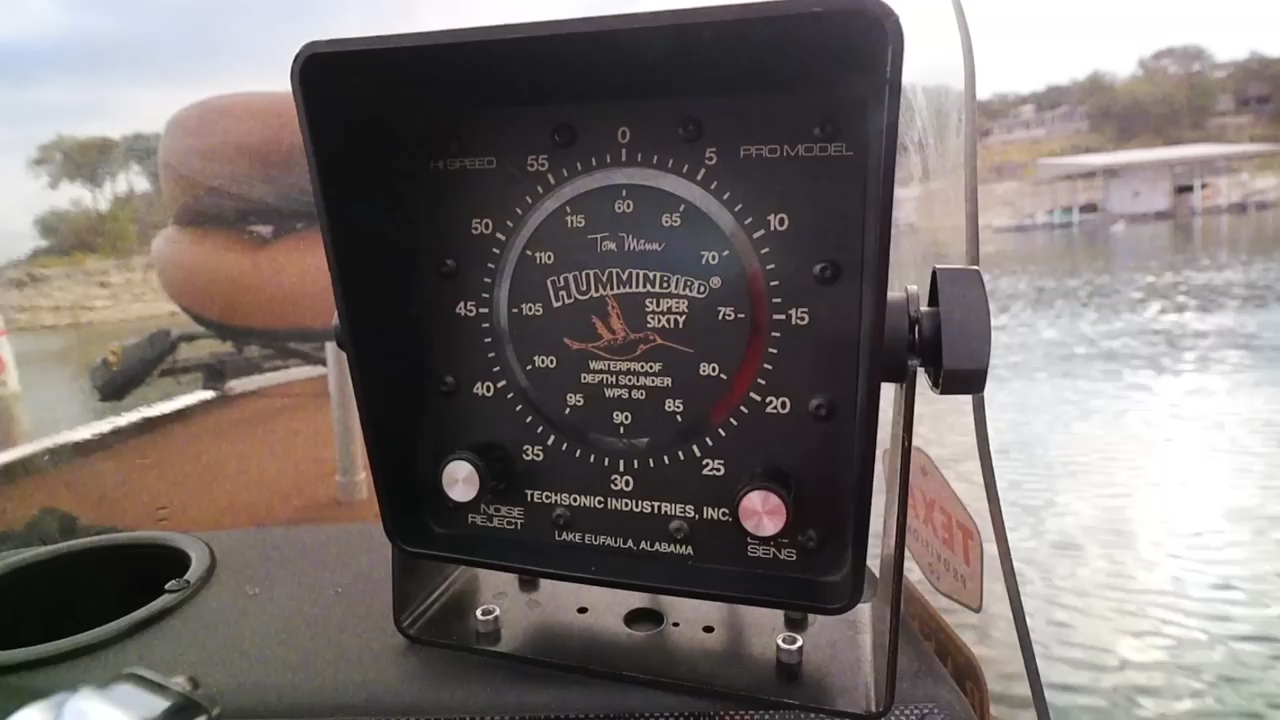 HI SPEED
PRO MODEL
0
5
10
15
20
25
30
35
40
45
50
55
60
65
70
75
80
85
90
95
100
105
110
115
Tom Mann
HUMMINBIRD®
SUPER
SIXTY
WATERPROOF
DEPTH SOUNDER
WPS 60
TECHSONIC INDUSTRIES, INC.
LAKE EUFAULA, ALABAMA
NOISE
REJECT
SENS